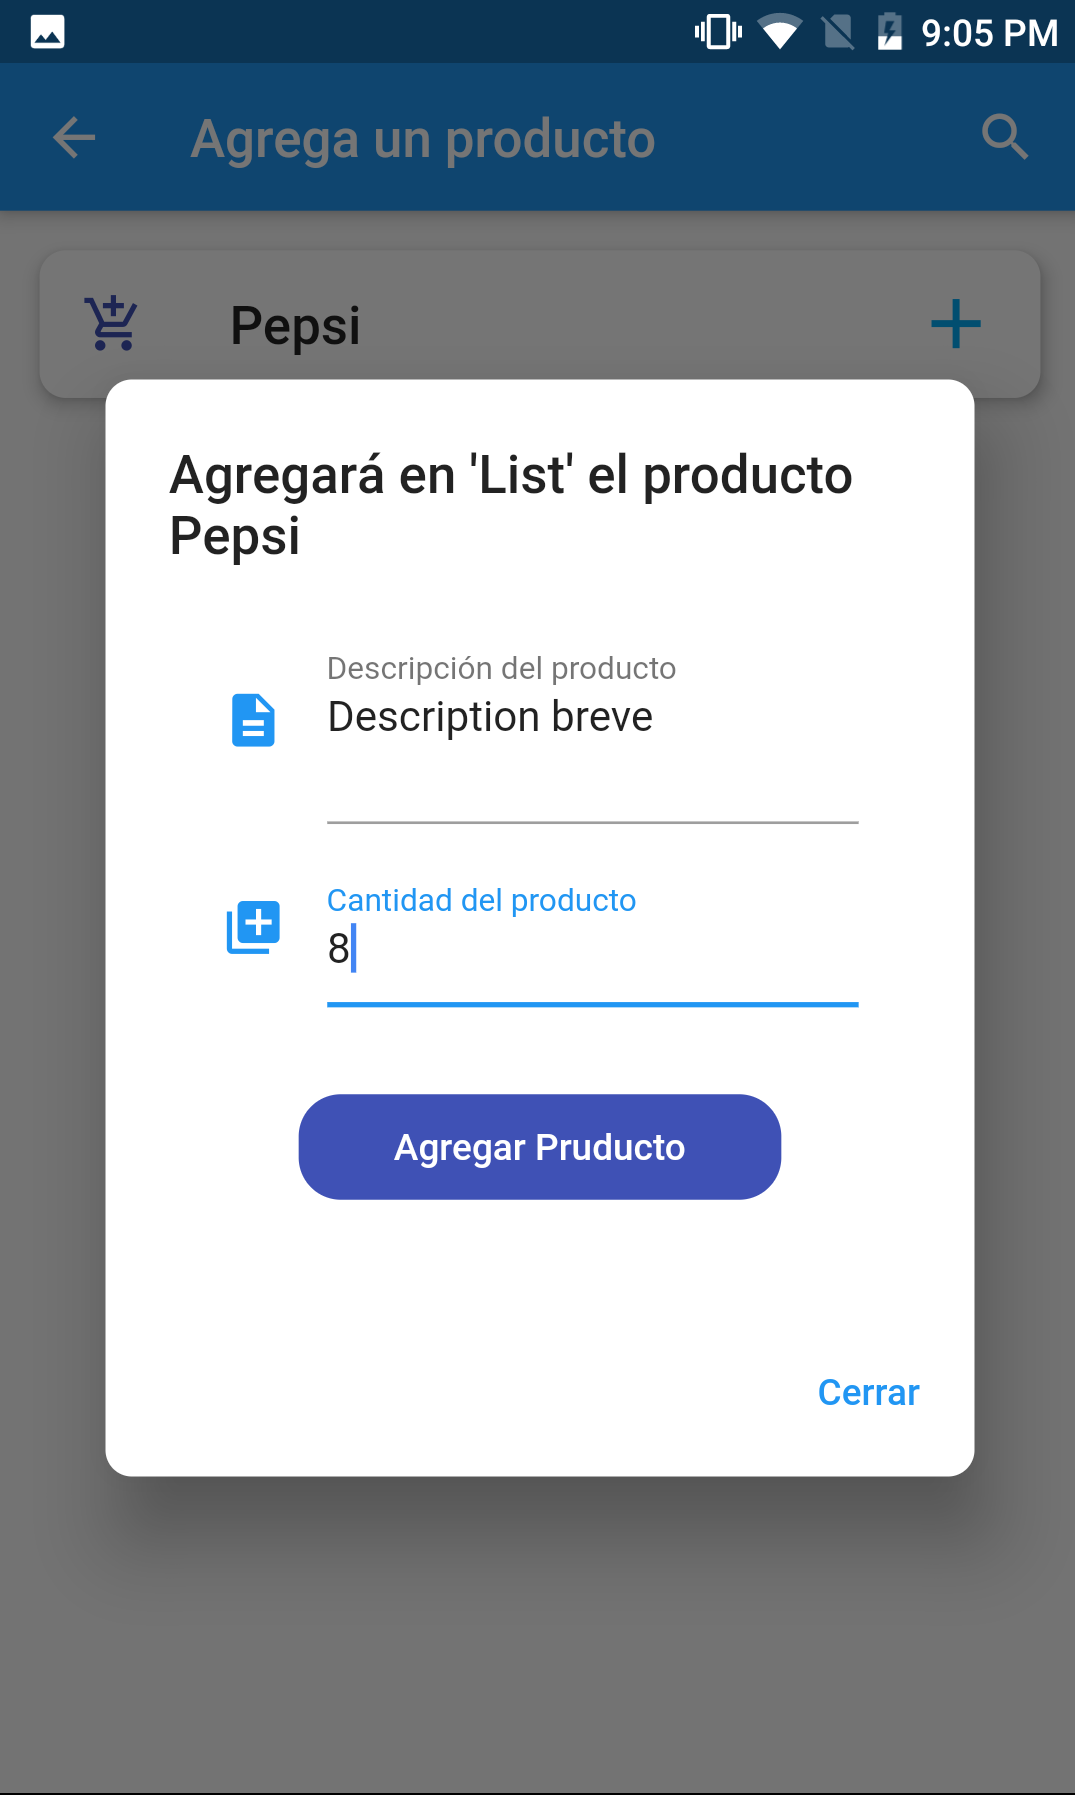 9:05 PM
Agrega un producto
Pepsi
Agregará en 'List' el producto
Pepsi
Descripción del producto
Description breve
Cantidad del producto
8
Agregar Pruducto
Cerrar